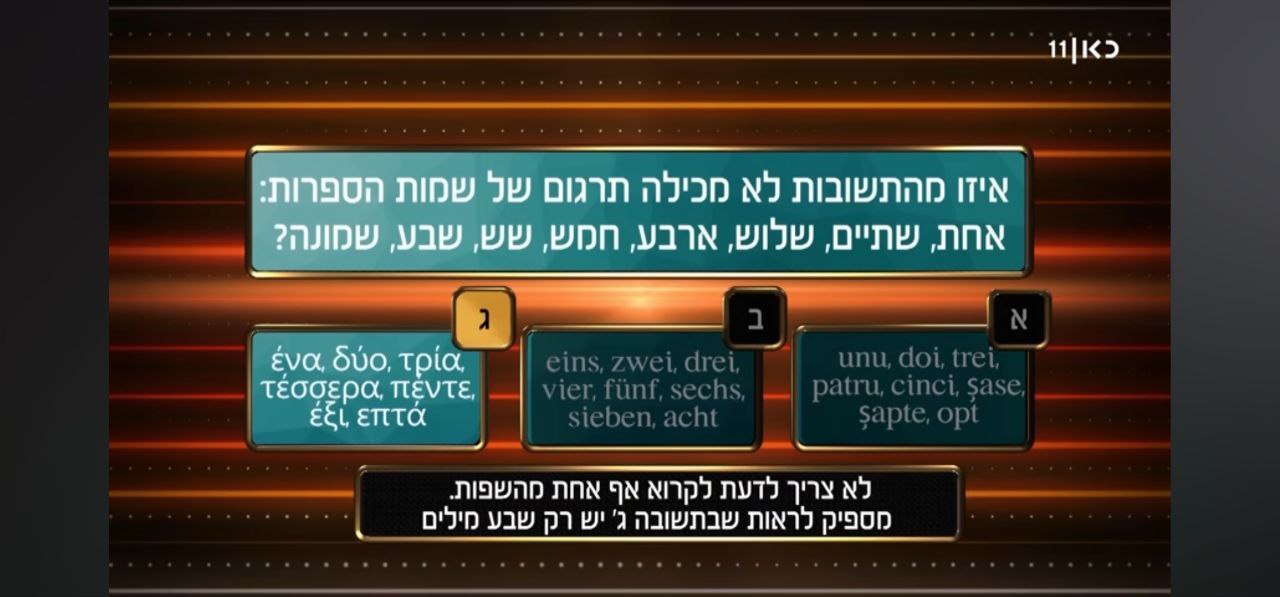 כאן|11
איזו מהתשובות לא מכילה תרגום של שמות הספרות:
אחת, שתיים, שלוש, ארבע, חמש, שש, שבע, שמונה?
א
unu, doi, trei,
patru, cinci, șase,
șapte, opt
ב
eins, zwei, drei,
vier, fünf, sechs,
sieben, acht
ג
ένα, δύο, τρία,
τέσσερα, πέντε,
έξι, επτά
לא צריך לדעת לקרוא אף אחת מהשפות.
מספיק לראות שבתשובה ג' יש רק שבע מילים